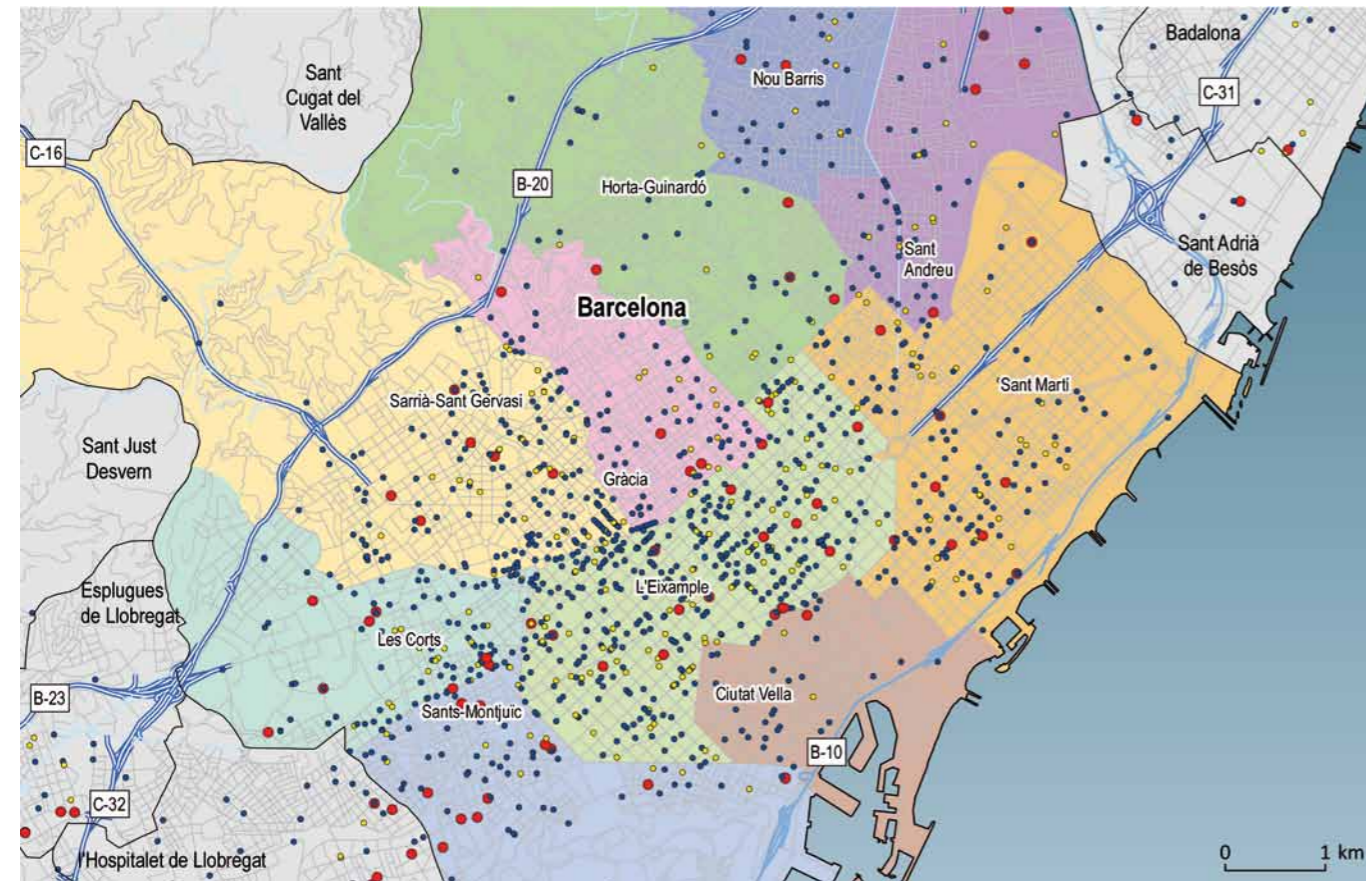 Badalona
Nou Barris
Sant
Cugat del
Vallès
C-31
C-16
B-20
Horta-Guinardó
Sant
Andreu
Sant Adrià
de Besòs
Barcelona
Sant Martí
Sarrià-Sant Gervasi
Sant Just
Desvern
Gràcia
Esplugues
de Llobregat
L'Eixample
Les Corts
B-23
Ciutat Vella
Sants-Montjuïc
B-10
C-32
l'Hospitalet de Llobregat
0 1 km